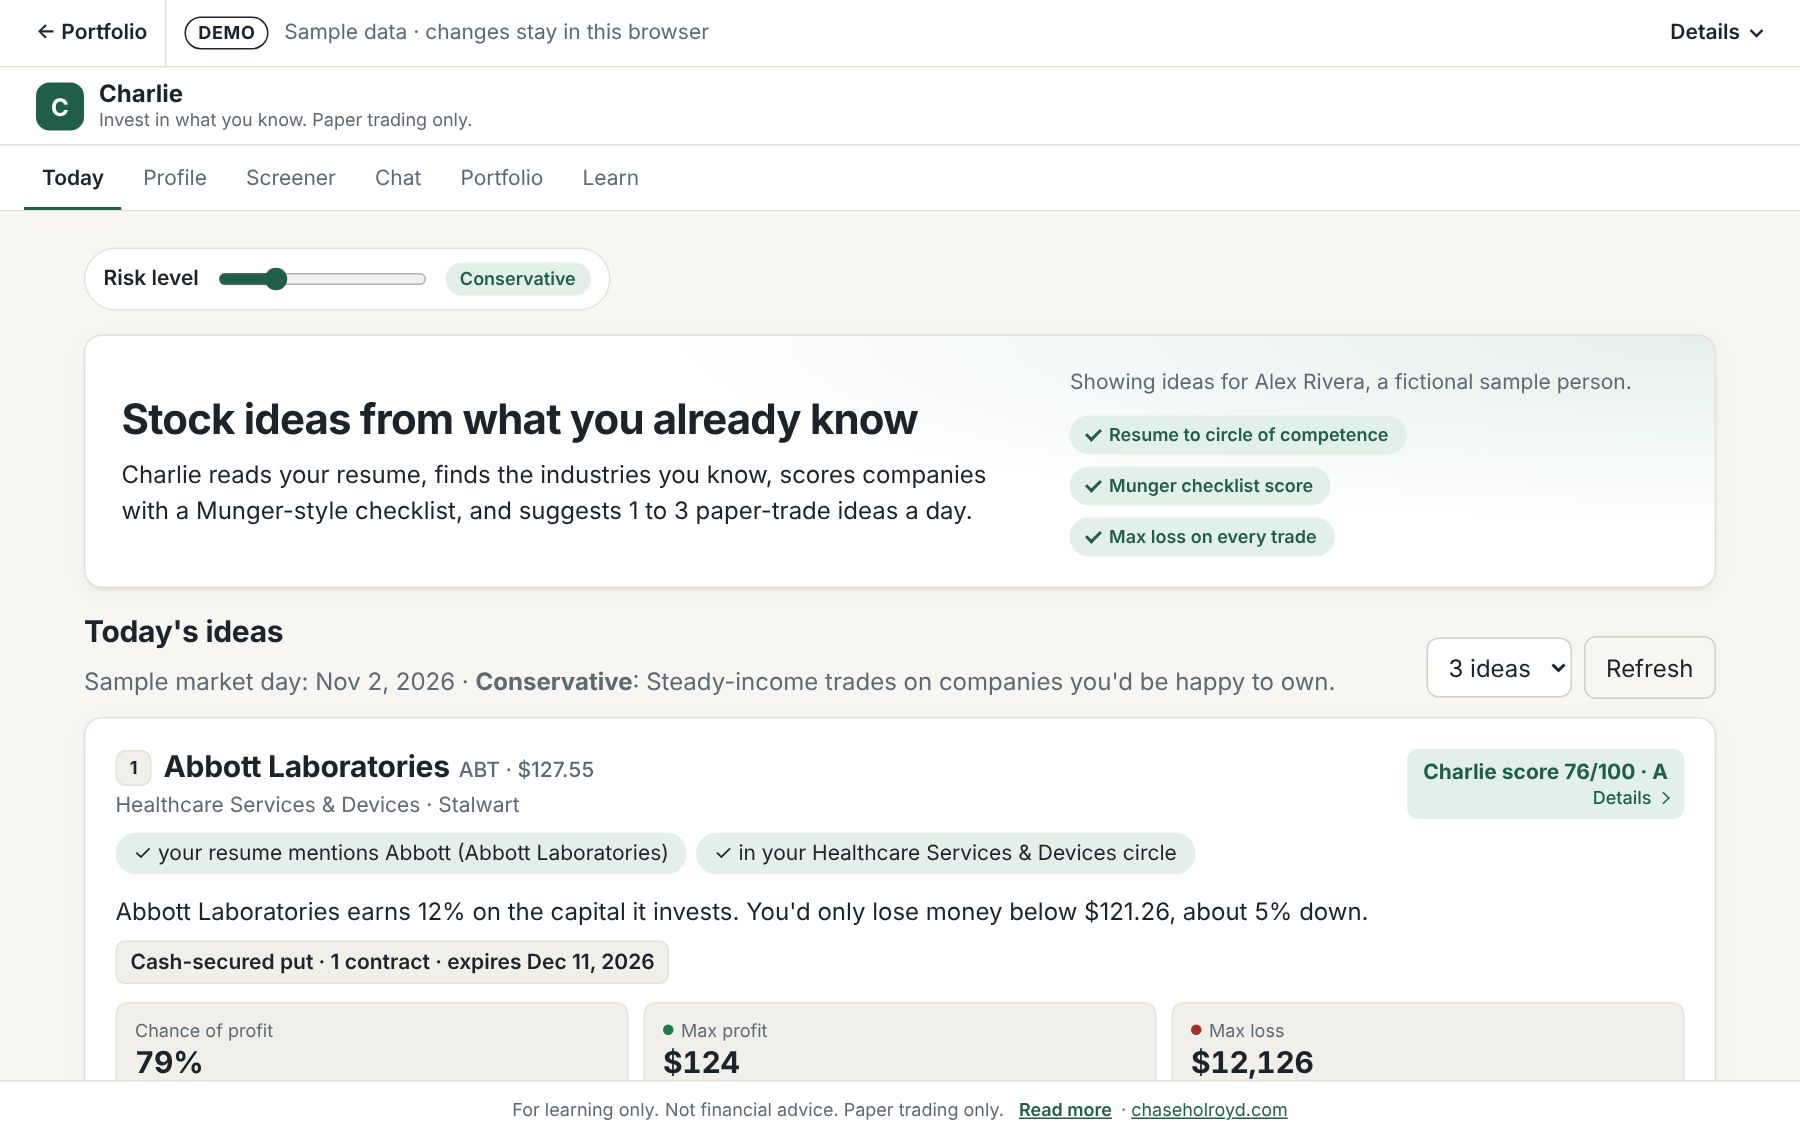 ← Portfolio
DEMO
Sample data · changes stay in this browser
Details
C
Charlie
Invest in what you know. Paper trading only.
Today
Profile
Screener
Chat
Portfolio
Learn
Risk level
Conservative
Stock ideas from what you already know
Charlie reads your resume, finds the industries you know, scores companies
with a Munger-style checklist, and suggests 1 to 3 paper-trade ideas a day.
Showing ideas for Alex Rivera, a fictional sample person.
✓ Resume to circle of competence
✓ Munger checklist score
✓ Max loss on every trade
Today's ideas
Sample market day: Nov 2, 2026 · Conservative: Steady-income trades on companies you'd be happy to own.
3 ideas
Refresh
1
Abbott Laboratories ABT · $127.55
Healthcare Services & Devices · Stalwart
Charlie score 76/100 · A
Details >
✓ your resume mentions Abbott (Abbott Laboratories)
✓ in your Healthcare Services & Devices circle
Abbott Laboratories earns 12% on the capital it invests. You'd only lose money below $121.26, about 5% down.
Cash-secured put · 1 contract · expires Dec 11, 2026
Chance of profit
79%
Max profit
$124
Max loss
$12,126
For learning only. Not financial advice. Paper trading only. Read more · chaseholroyd.com